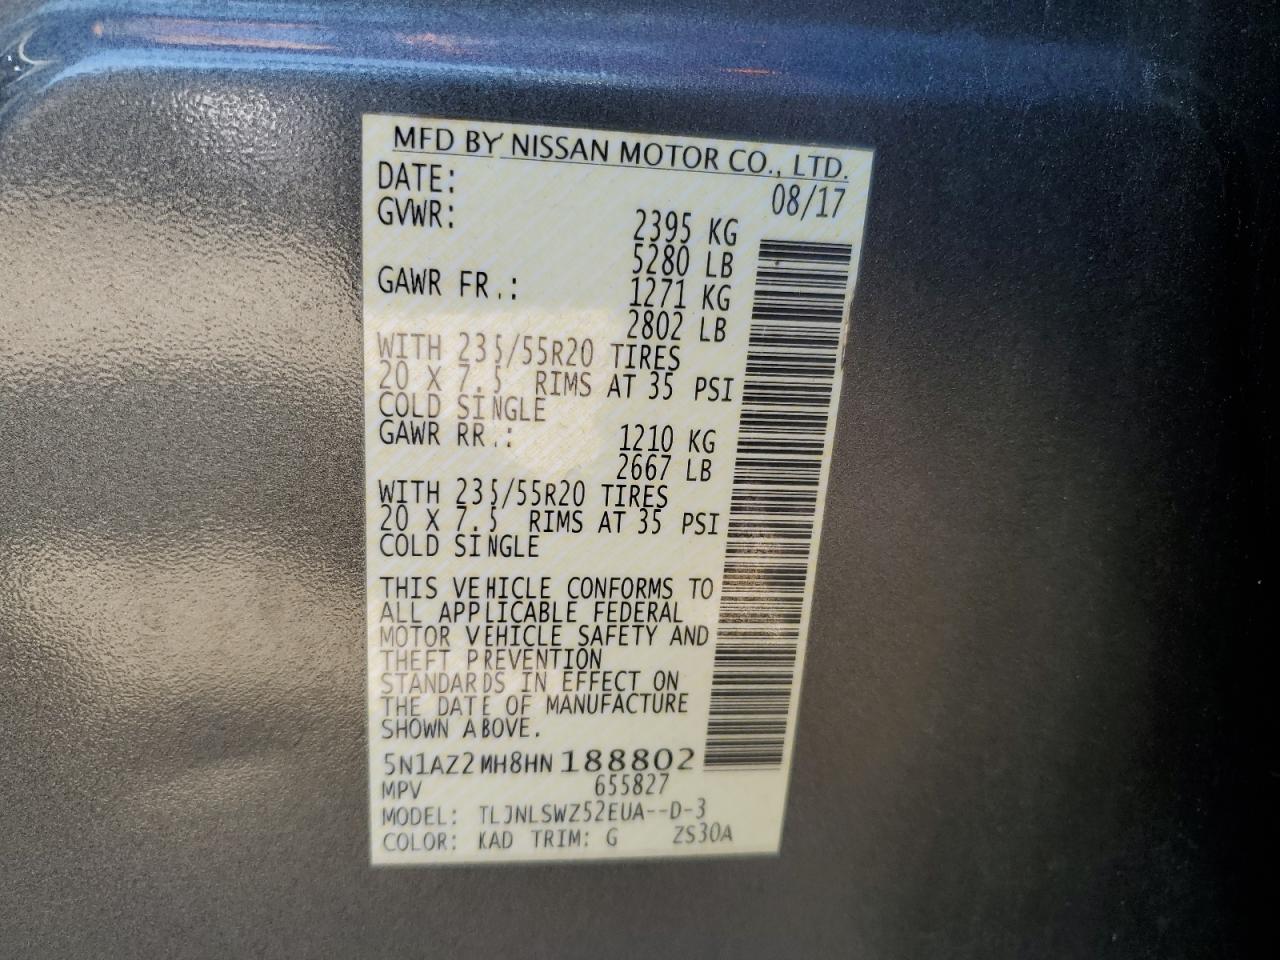 MFD BY NISSAN MOTOR CO., LTD.
DATE: 08/17
GVWR: 2395 KG
5280 LB
GAWR FR.: 1271 KG
2802 LB
WITH 235/55R20 TIRES
20 X 7.5 RIMS AT 35 PSI
COLD SINGLE
GAWR RR.: 1210 KG
2667 LB
WITH 235/55R20 TIRES
20 X 7.5 RIMS AT 35 PSI
COLD SINGLE
THIS VEHICLE CONFORMS TO
ALL APPLICABLE FEDERAL
MOTOR VEHICLE SAFETY AND
THEFT PREVENTION
STANDARDS IN EFFECT ON
THE DATE OF MANUFACTURE
SHOWN ABOVE.
5N1AZ2MH8HN188802
MPV 655827
MODEL: TLJNLSWZ52EUA--D-3
COLOR: KAD TRIM: G ZS30A